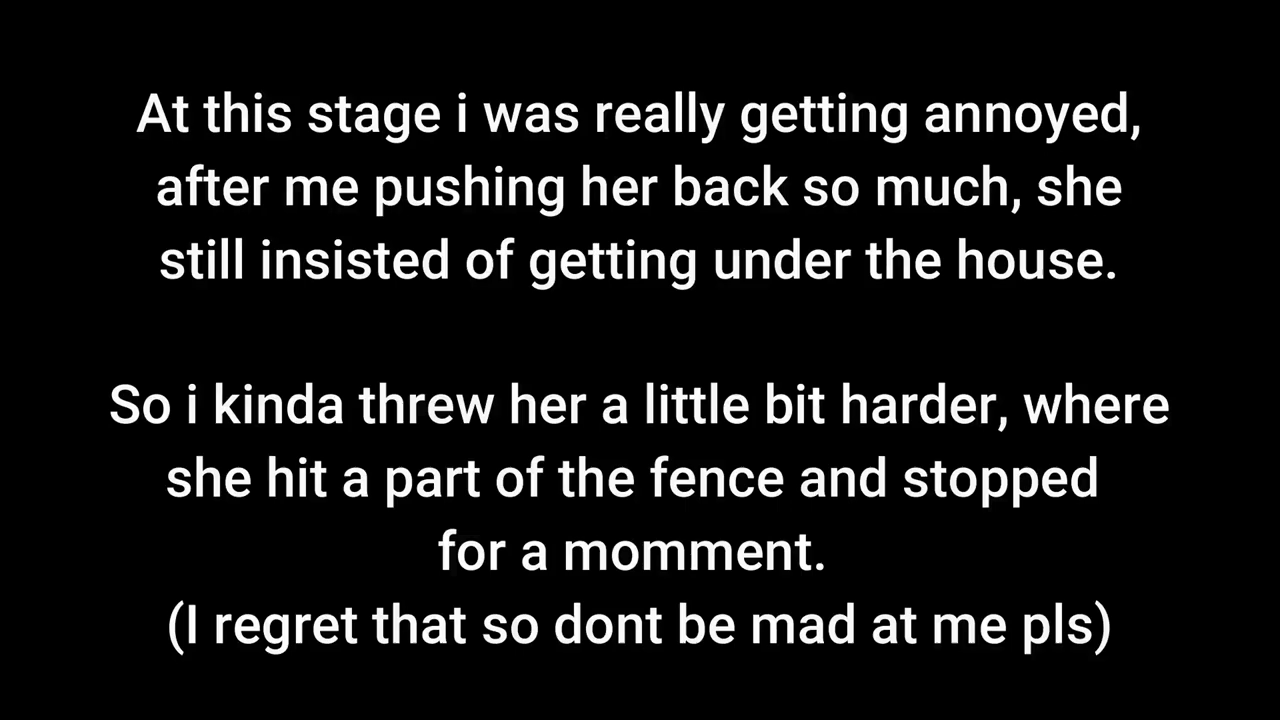 At this stage i was really getting annoyed,
after me pushing her back so much, she
still insisted of getting under the house.
So i kinda threw her a little bit harder, where
she hit a part of the fence and stopped
for a momment.
(I regret that so dont be mad at me pls)